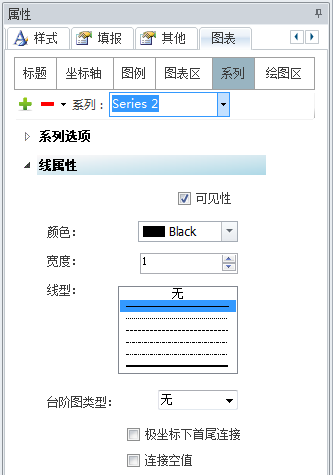 属性
样式 填报 其他 图表
标题 坐标轴 图例 图表区 系列 绘图区
系列： Series 2
系列选项
线属性
可见性
颜色： Black
宽度： 1
线型： 无
台阶图类型： 无
极坐标下首尾连接
连接空值